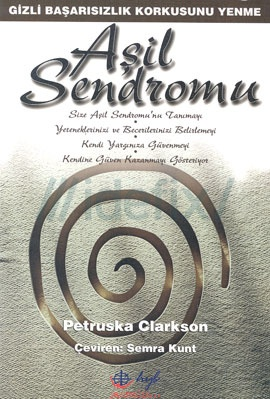 GİZLİ BAŞARISIZLIK KORKUSUNU YENME
Aşil
Sendromu
Size Aşil Sendromu'nu Tanımayı
•
Yeteneklerinizi ve Becerilerinizi Belirlemeyi
•
Kendi Yargınıza Güvenmeyi
•
Kendine Güven Kazanmayı Gösteriyor
Petruska Clarkson
Çeviren: Semra Kunt
hyb